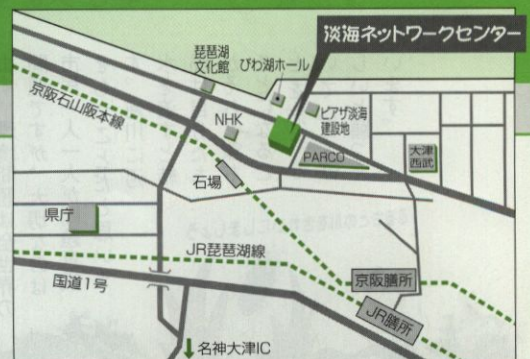 淡海ネットワークセンター
琵琶湖
文化館
びわ湖ホール
京阪石山阪本線
NHK
ピアザ淡海
建設地
PARCO
大津
西武
石場
県庁
JR琵琶湖線
京阪膳所
国道1号
JR膳所
名神大津IC